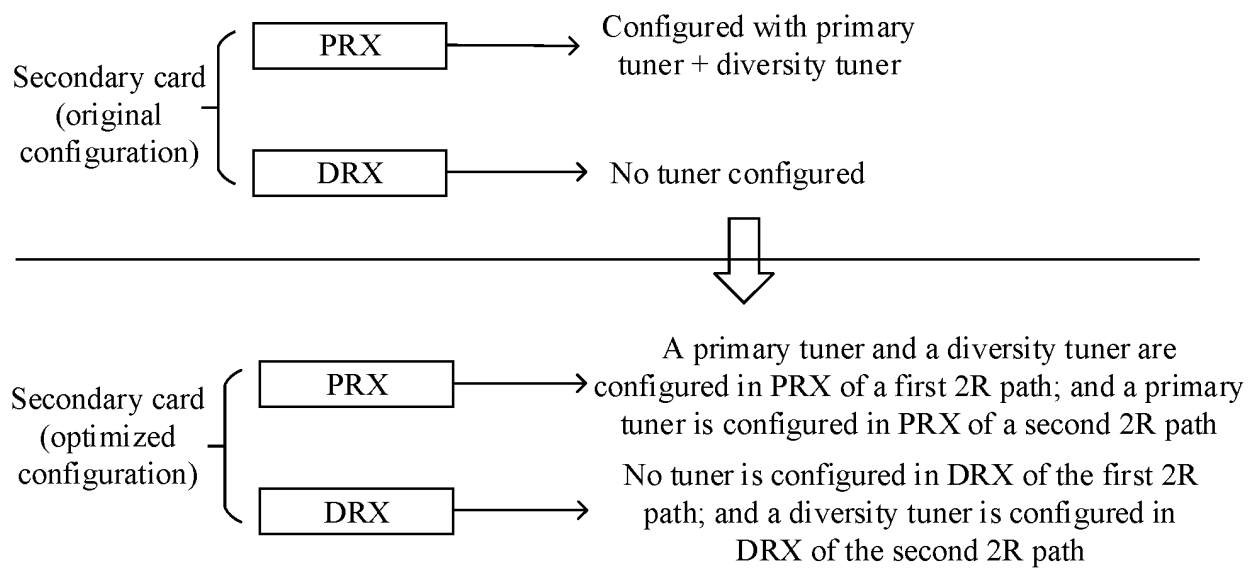 Secondary card
(original
configuration)
PRX
Configured with primary
tuner + diversity tuner
DRX
No tuner configured
Secondary card
(optimized
configuration)
PRX
A primary tuner and a diversity tuner are
configured in PRX of a first 2R path; and a primary
tuner is configured in PRX of a second 2R path
DRX
No tuner is configured in DRX of the first 2R
path; and a diversity tuner is configured in
DRX of the second 2R path